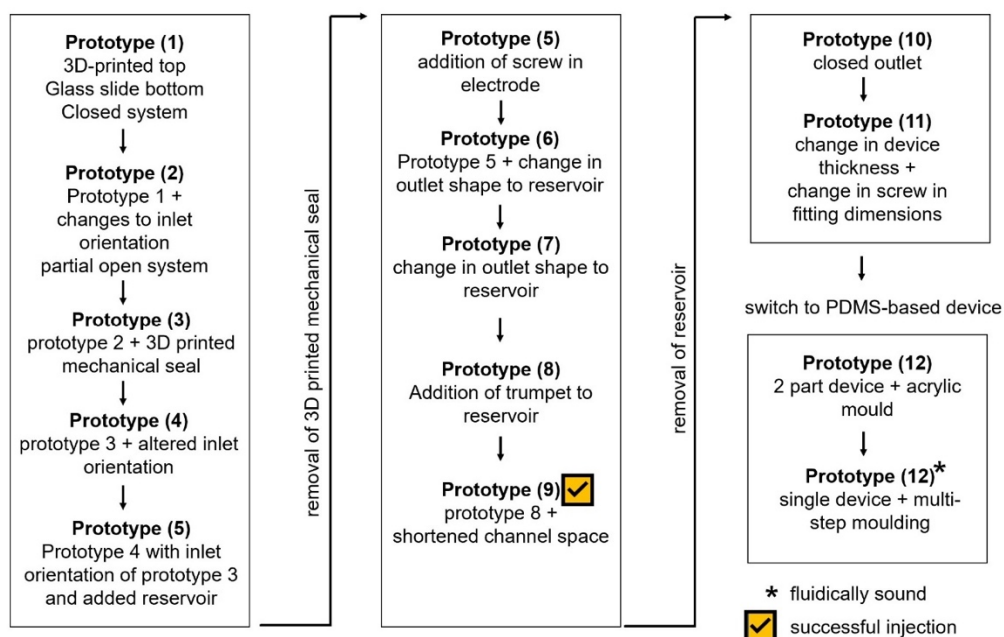 Prototype (1)
3D-printed top
Glass slide bottom
Closed system
Prototype (2)
Prototype 1 +
changes to inlet
orientation
partial open system
Prototype (3)
prototype 2 + 3D printed
mechanical seal
Prototype (4)
prototype 3 + altered inlet
orientation
Prototype (5)
Prototype 4 with inlet
orientation of prototype 3
and added reservoir
removal of 3D printed mechanical seal
Prototype (5)
addition of screw in
electrode
Prototype (6)
Prototype 5 + change in
outlet shape to reservoir
Prototype (7)
change in outlet shape to
reservoir
Prototype (8)
Addition of trumpet to
reservoir
Prototype (9)
prototype 8 +
shortened channel space
removal of reservoir
Prototype (10)
closed outlet
Prototype (11)
change in device
thickness +
change in screw in
fitting dimensions
switch to PDMS-based device
Prototype (12)
2 part device + acrylic
mould
Prototype (12)*
single device + multi-
step moulding
* fluidically sound
successful injection